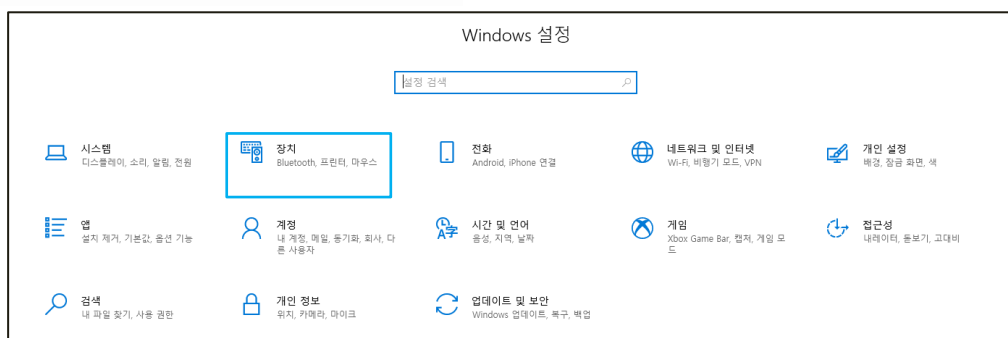 Windows 설정
설정 검색
시스템
디스플레이, 소리, 알림, 전원
장치
Bluetooth, 프린터, 마우스
전화
Android, iPhone 연결
네트워크 및 인터넷
Wi-Fi, 비행기 모드, VPN
개인 설정
배경, 잠금 화면, 색
앱
설치 제거, 기본값, 옵션 기능
계정
내 계정, 메일, 동기화, 회사, 다
른 사용자
시간 및 언어
음성, 지역, 날짜
게임
Xbox Game Bar, 캡처, 게임 모
드
접근성
내레이터, 돋보기, 고대비
검색
내 파일 찾기, 사용 권한
개인 정보
위치, 카메라, 마이크
업데이트 및 보안
Windows 업데이트, 복구, 백업